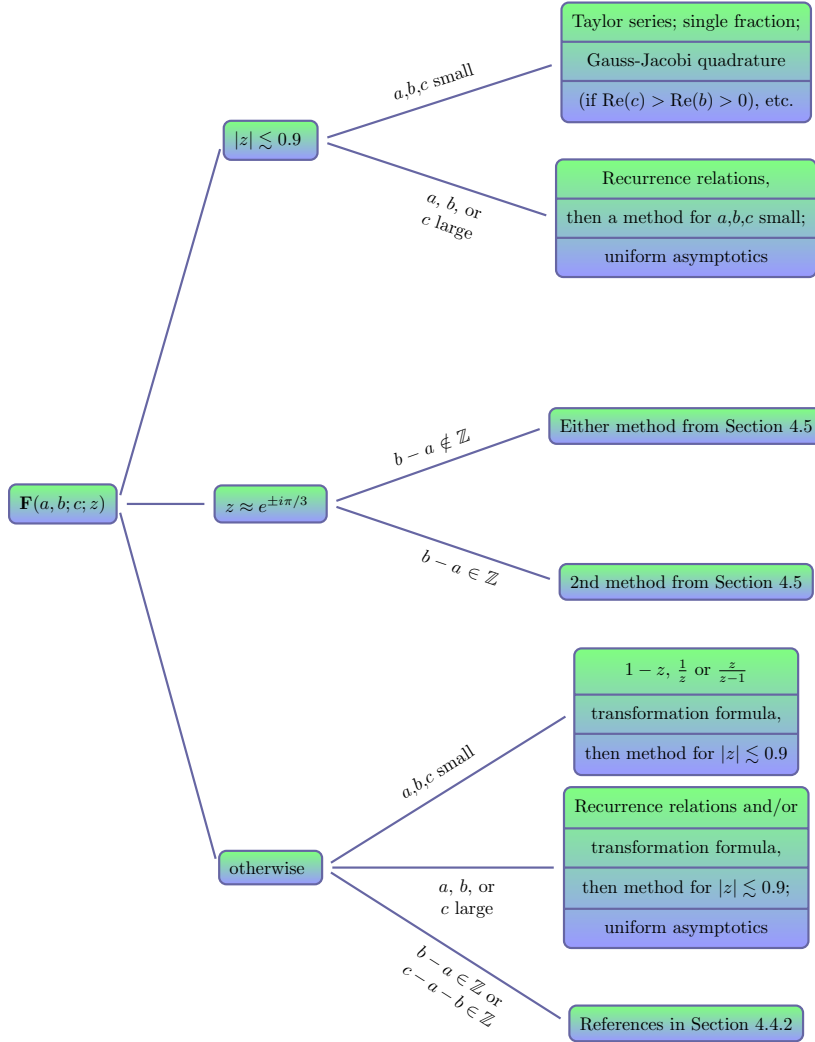 F(a, b; c; z)
|z| ≲ 0.9
a,b,c small
Taylor series; single fraction;
Gauss-Jacobi quadrature
(if Re(c) > Re(b) > 0), etc.
a, b, or
c large
Recurrence relations,
then a method for a,b,c small;
uniform asymptotics
z ≈ e^{±iπ/3}
b − a ∉ ℤ
Either method from Section 4.5
b − a ∈ ℤ
2nd method from Section 4.5
otherwise
a,b,c small
1 − z, 1/z or z/(z−1)
transformation formula,
then method for |z| ≲ 0.9
a, b, or
c large
Recurrence relations and/or
transformation formula,
then method for |z| ≲ 0.9;
uniform asymptotics
b − a ∈ ℤ or
c − a − b ∈ ℤ
References in Section 4.4.2